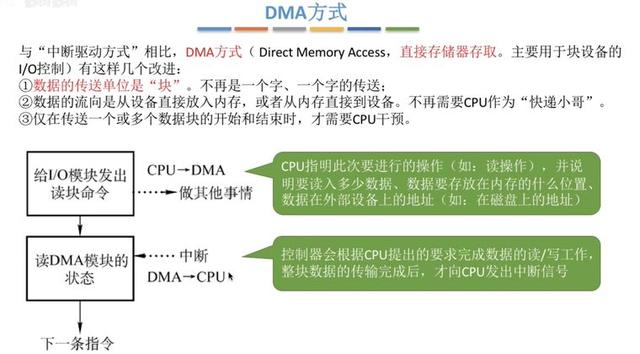 DMA方式
与“中断驱动方式”相比，DMA方式（ Direct Memory Access，直接存储器存取。主要用于块设备的
I/O控制）有这样几个改进：
①数据的传送单位是“块”。不再是一个字、一个字的传送；
②数据的流向是从设备直接放入内存，或者从内存直接到设备。不再需要CPU作为“快递小哥”。
③仅在传送一个或多个数据块的开始和结束时，才需要CPU干预。
给I/O模块发出
读块命令
CPU→DMA
做其他事情
CPU指明此次要进行的操作（如：读操作），并说
明要读入多少数据、数据要存放在内存的什么位置、
数据在外部设备上的地址（如：在磁盘上的地址）
读DMA模块的
状态
中断
DMA→CPU
控制器会根据CPU提出的要求完成数据的读/写工作，
整块数据的传输完成后，才向CPU发出中断信号
下一条指令